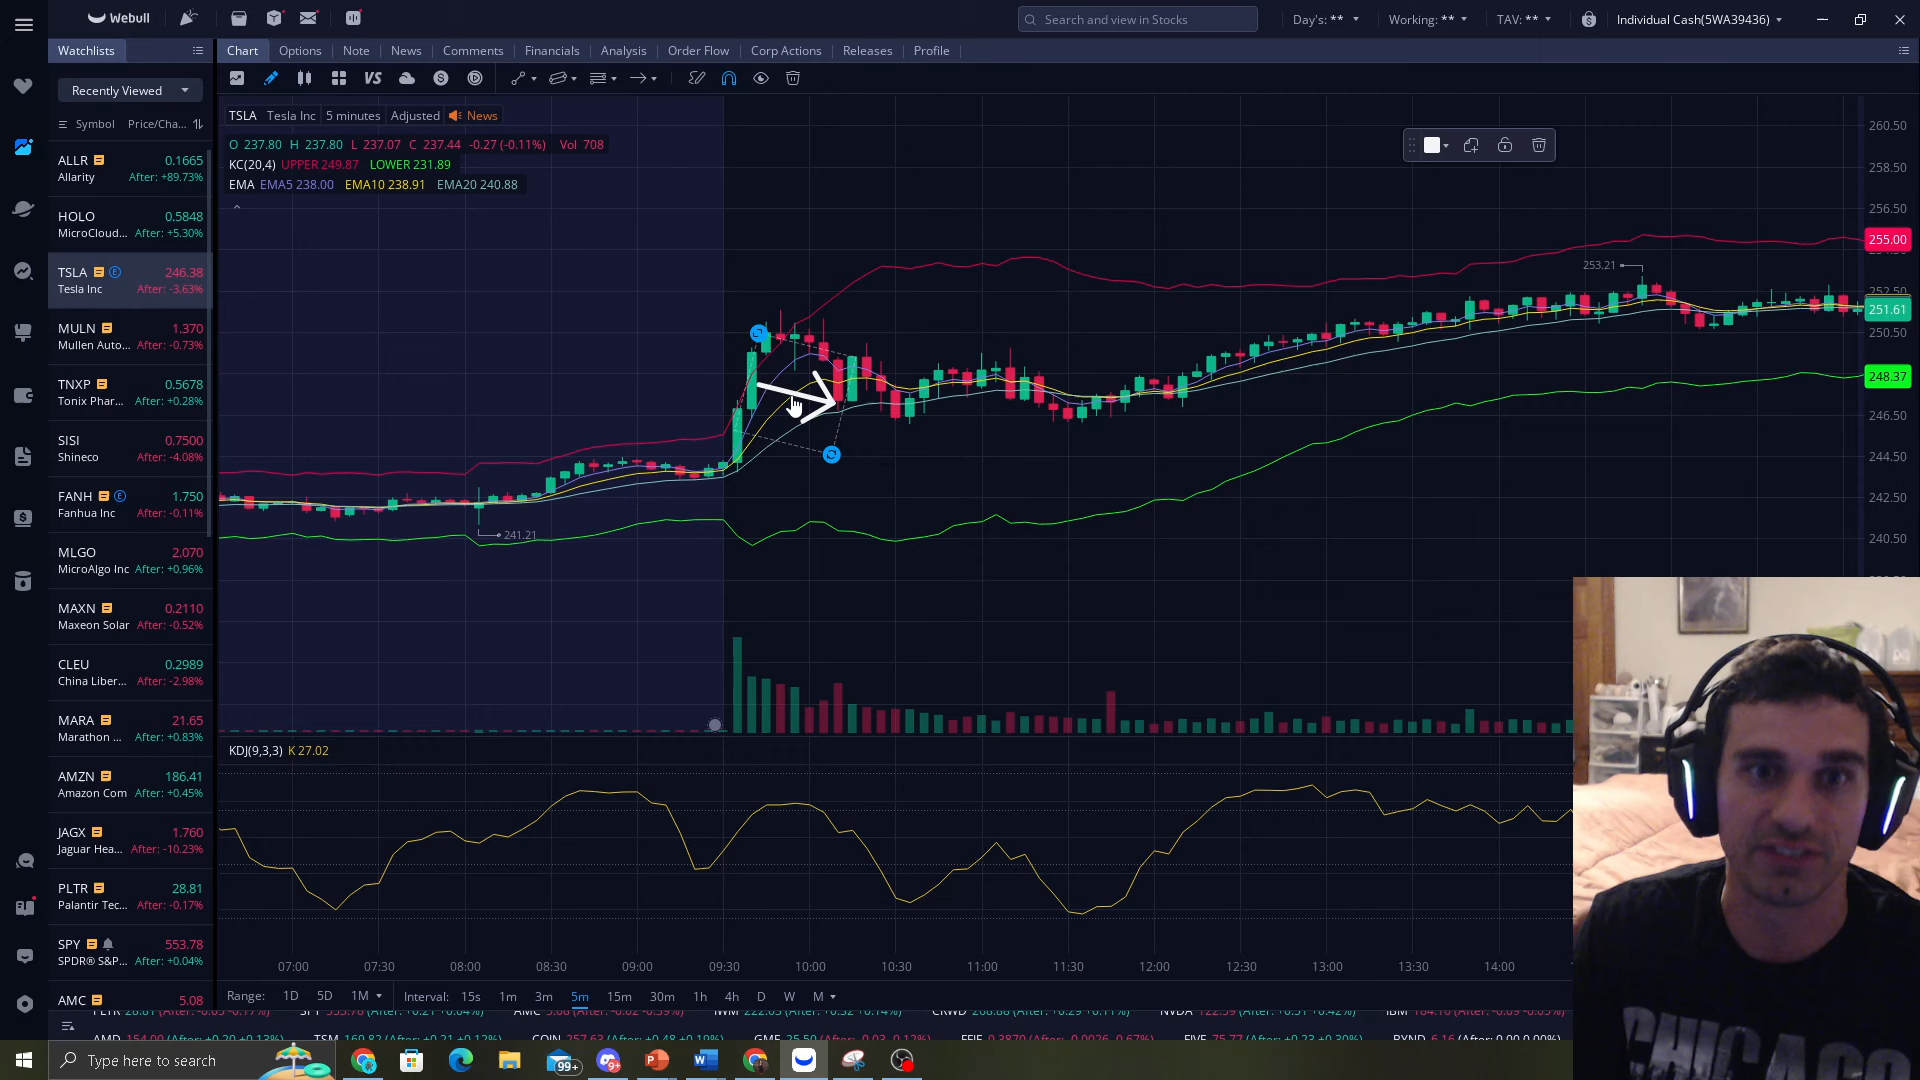 Webull
Search and view in Stocks
Day's: **
Working: **
TAV: **
Individual Cash(5WA39436)
Watchlists
Chart Options Note News Comments Financials Analysis Order Flow Corp Actions Releases Profile
Recently Viewed
VS
Symbol Price/Cha...
TSLA Tesla Inc 5 minutes Adjusted News
O 237.80 H 237.80 L 237.07 C 237.44 -0.27 (-0.11%) Vol 708
KC(20,4) UPPER 249.87 LOWER 231.89
EMA EMA5 238.00 EMA10 238.91 EMA20 240.88
ALLR 0.1665
Allarity After: +89.73%
HOLO 0.5848
MicroCloud... After: +5.30%
TSLA E 246.38
Tesla Inc After: -3.63%
MULN 1.370
Mullen Auto... After: -0.73%
TNXP 0.5678
Tonix Phar... After: +0.28%
SISI 0.7500
Shineco After: -4.08%
FANH E 1.750
Fanhua Inc After: -0.11%
MLGO 2.070
MicroAlgo Inc After: +0.96%
MAXN 0.2110
Maxeon Solar After: -0.52%
CLEU 0.2989
China Liber... After: -2.98%
MARA 21.65
Marathon ... After: +0.83%
AMZN 186.41
Amazon Com After: +0.45%
JAGX 1.760
Jaguar Hea... After: -10.23%
PLTR 28.81
Palantir Tec... After: -0.17%
SPY 553.78
SPDR® S&P... After: +0.04%
AMC 5.08
260.50
258.50
256.50
255.00
253.21
252.50
251.61
250.50
248.37
246.50
244.50
242.50
241.21
240.50
KDJ(9,3,3) K 27.02
07:00 07:30 08:00 08:30 09:00 09:30 10:00 10:30 11:00 11:30 12:00 12:30 13:00 13:30 14:00
Range: 1D 5D 1M Interval: 15s 1m 3m 5m 15m 30m 1h 4h D W M
Type here to search
99+
9+
CHICAGO